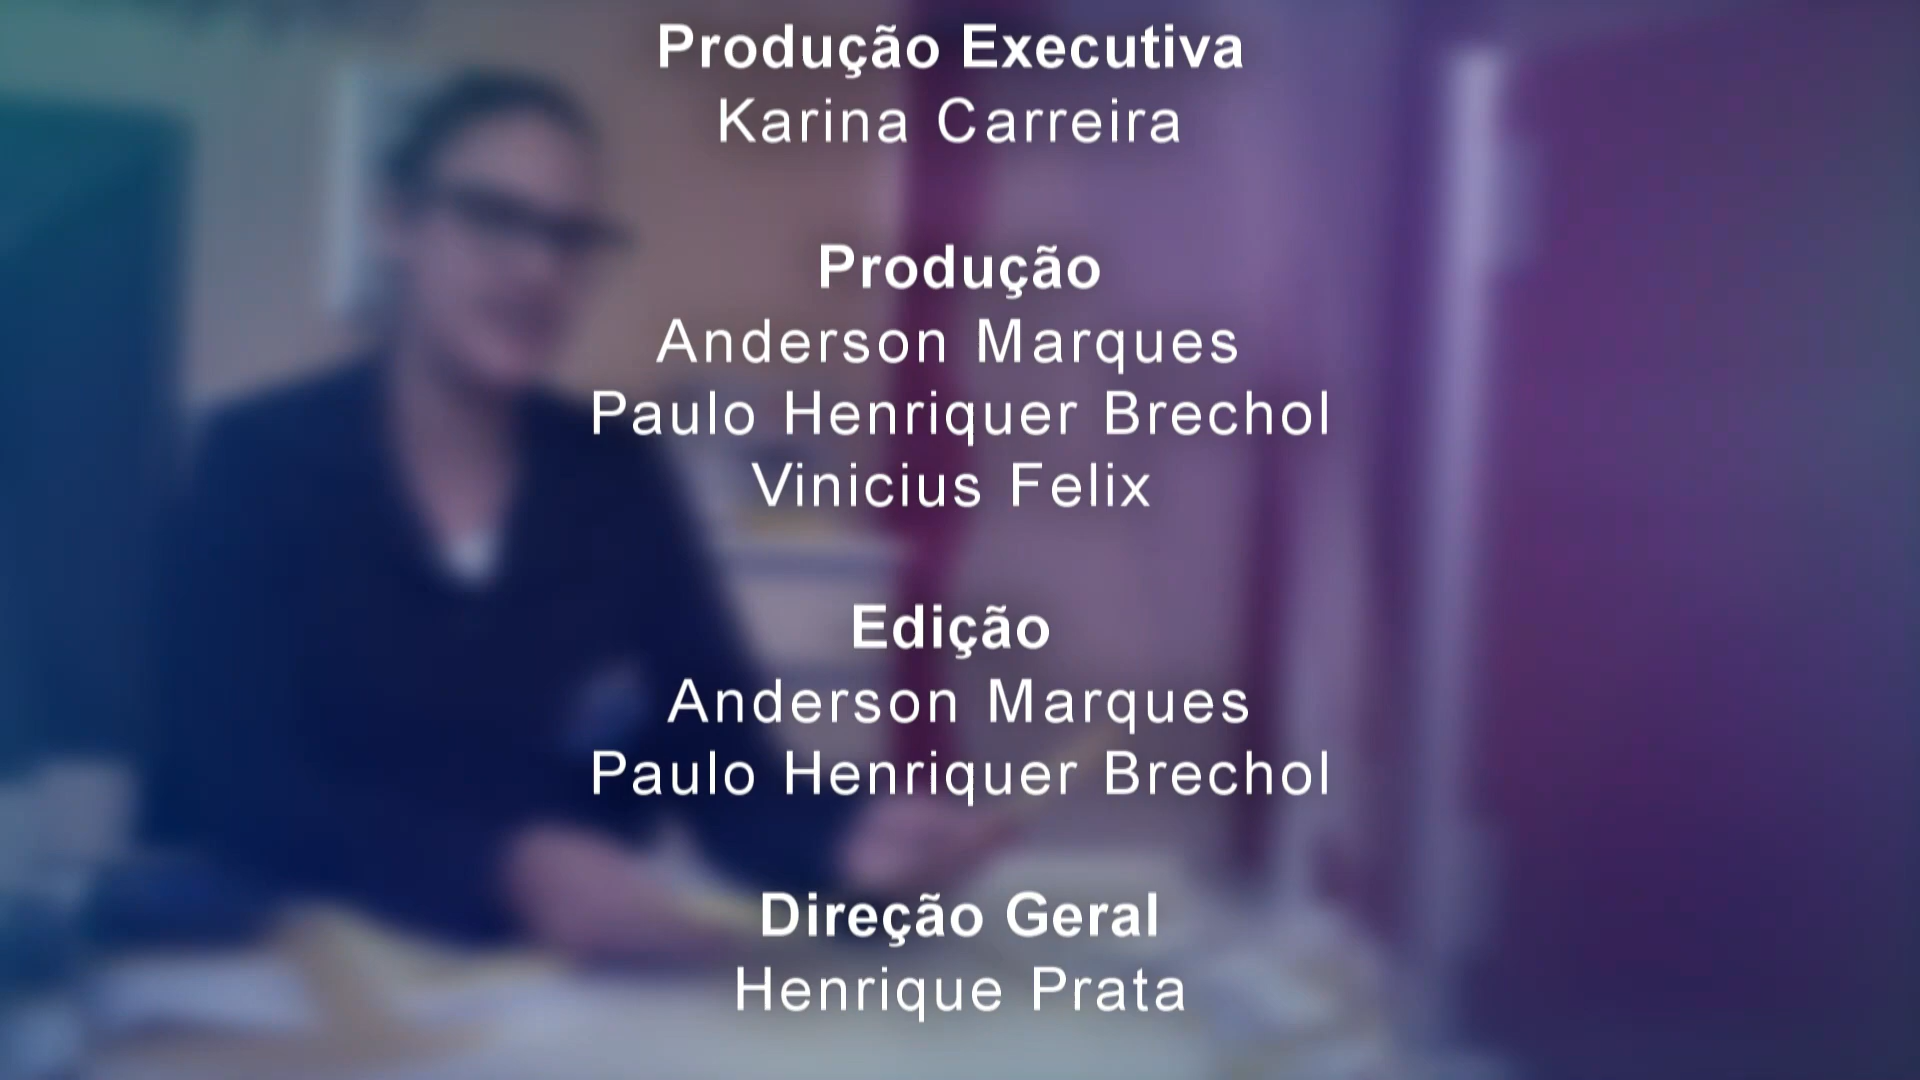 Produção Executiva
Karina Carreira
Produção
Anderson Marques
Paulo Henriquer Brechol
Vinicius Felix
Edição
Anderson Marques
Paulo Henriquer Brechol
Direção Geral
Henrique Prata